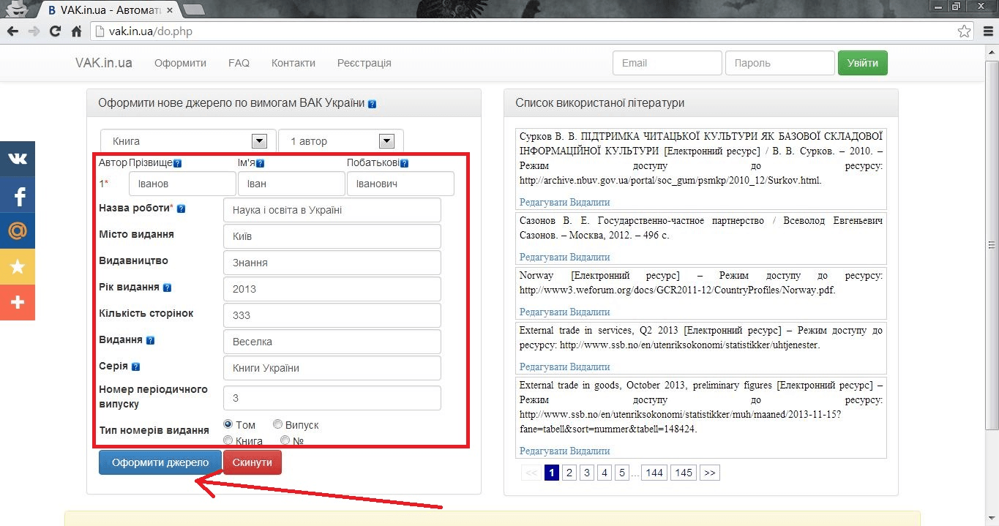 VAK.in.ua - Автомат
vak.in.ua/do.php
VAK.in.ua Оформити FAQ Контакти Реєстрація Email Пароль Увійти
Оформити нове джерело по вимогам ВАК України ?
Книга 1 автор
Автор Прізвище? Ім'я? Побатькові?
1* Іванов Іван Іванович
Назва роботи* ? Наука і освіта в Україні
Місто видання Київ
Видавництво Знання
Рік видання ? 2013
Кількість сторінок 333
Видання ? Веселка
Серія ? Книги України
Номер періодичного
випуску 3
Тип номерів видання Том Випуск
Книга №
Оформити джерело Скинути
Список використаної літератури
Сурков В. В. ПІДТРИМКА ЧИТАЦЬКОЇ КУЛЬТУРИ ЯК БАЗОВОЇ СКЛАДОВОЇ
ІНФОРМАЦІЙНОЇ КУЛЬТУРИ [Електронний ресурс] / В. В. Сурков. – 2010. –
Режим доступу до ресурсу:
http://archive.nbuv.gov.ua/portal/soc_gum/psmkp/2010_12/Surkov.html.
Редагувати Видалити
Сазонов В. Е. Государственно-частное партнерство / Всеволод Евгеньевич
Сазонов. – Москва, 2012. – 496 с.
Редагувати Видалити
Norway [Електронний ресурс] – Режим доступу до ресурсу:
http://www3.weforum.org/docs/GCR2011-12/CountryProfiles/Norway.pdf.
Редагувати Видалити
External trade in services, Q2 2013 [Електронний ресурс] – Режим доступу до
ресурсу: http://www.ssb.no/en/utenriksokonomi/statistikker/uhtjenester.
Редагувати Видалити
External trade in goods, October 2013, preliminary figures [Електронний ресурс] –
Режим доступу до ресурсу:
http://www.ssb.no/en/utenriksokonomi/statistikker/muh/maaned/2013-11-15?
fane=tabell&sort=nummer&tabell=148424.
Редагувати Видалити
<< 1 2 3 4 5 ... 144 145 >>